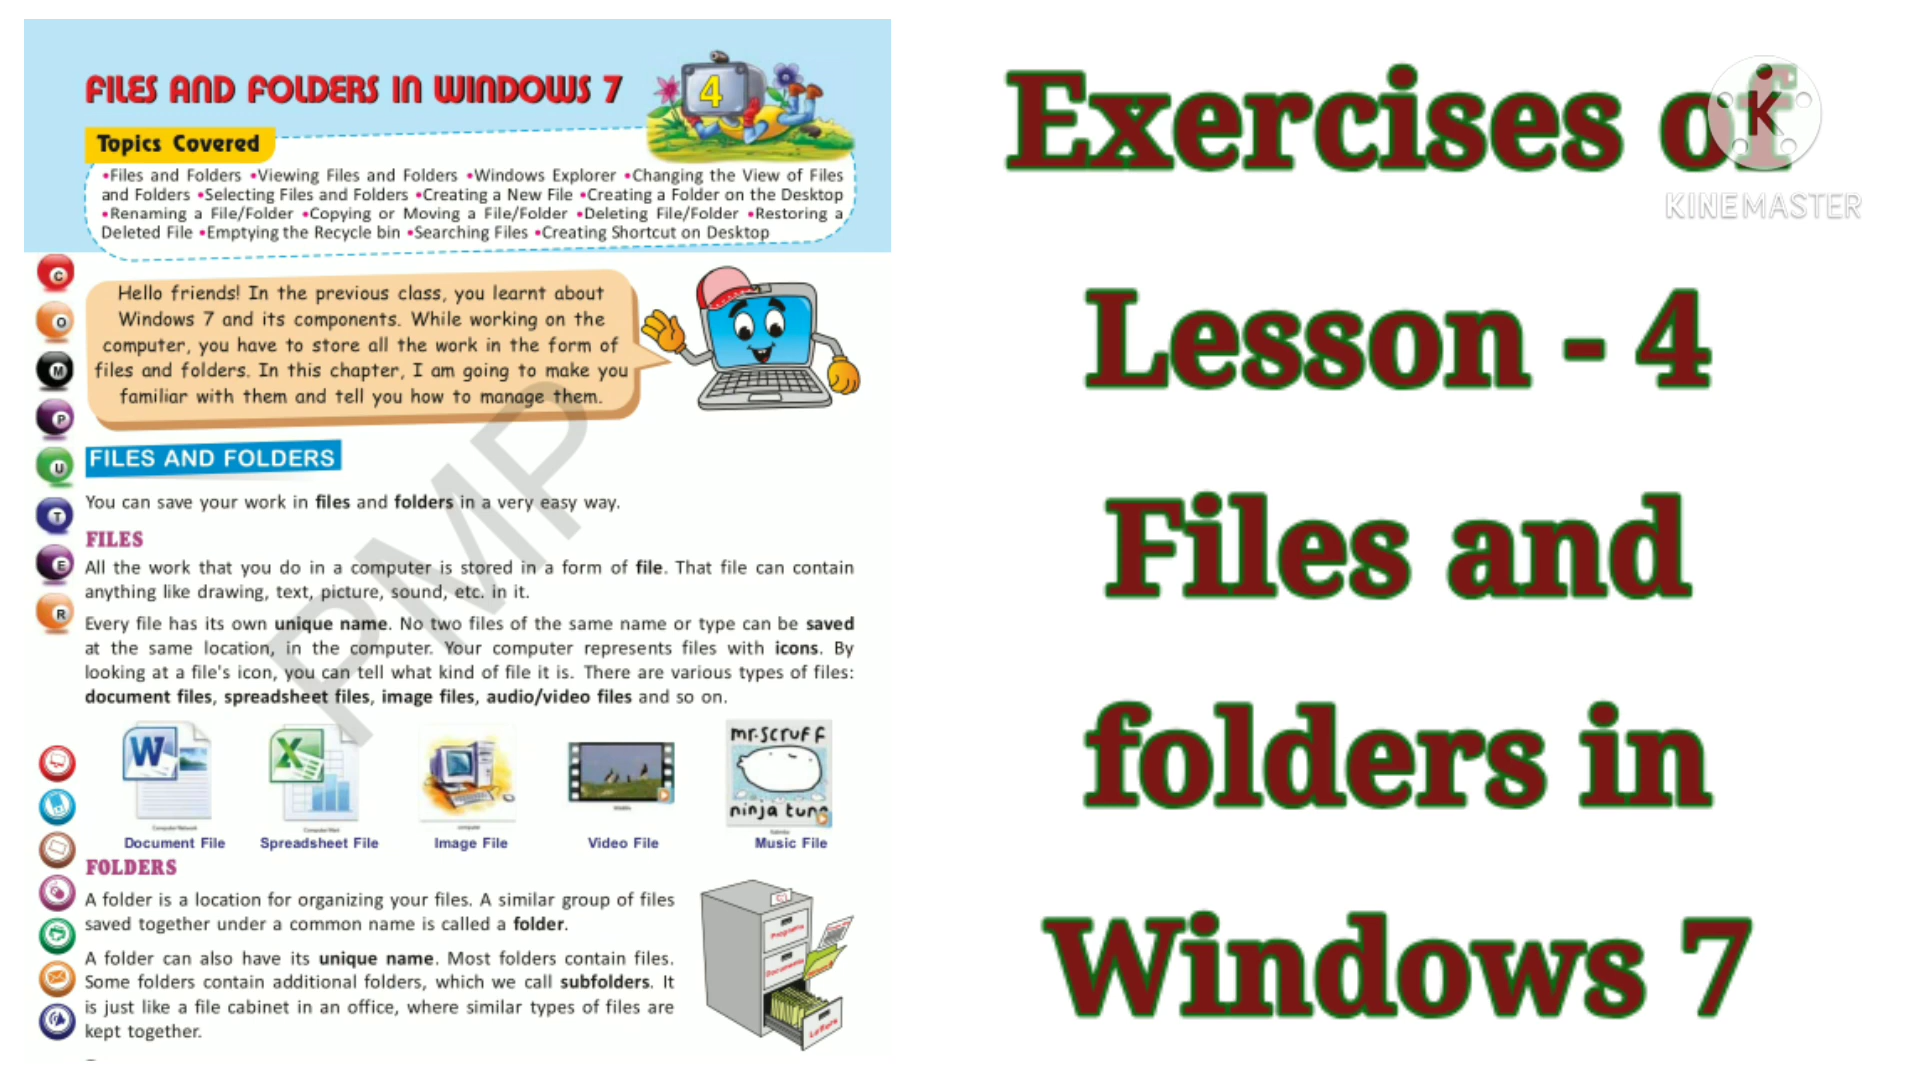 FILES AND FOLDERS IN WINDOWS 7
4
Topics Covered
•Files and Folders •Viewing Files and Folders •Windows Explorer •Changing the View of Files
and Folders •Selecting Files and Folders •Creating a New File •Creating a Folder on the Desktop
•Renaming a File/Folder •Copying or Moving a File/Folder •Deleting File/Folder •Restoring a
Deleted File •Emptying the Recycle bin •Searching Files •Creating Shortcut on Desktop
C
O
M
P
U
T
E
R
Hello friends! In the previous class, you learnt about
Windows 7 and its components. While working on the
computer, you have to store all the work in the form of
files and folders. In this chapter, I am going to make you
familiar with them and tell you how to manage them.
FILES AND FOLDERS
You can save your work in files and folders in a very easy way.
FILES
All the work that you do in a computer is stored in a form of file. That file can contain
anything like drawing, text, picture, sound, etc. in it.
Every file has its own unique name. No two files of the same name or type can be saved
at the same location, in the computer. Your computer represents files with icons. By
looking at a file's icon, you can tell what kind of file it is. There are various types of files:
document files, spreadsheet files, image files, audio/video files and so on.
PMP
W
X
mr.scruff
ninja tuna
Document File
Spreadsheet File
Image File
Video File
Music File
FOLDERS
A folder is a location for organizing your files. A similar group of files
saved together under a common name is called a folder.
A folder can also have its unique name. Most folders contain files.
Some folders contain additional folders, which we call subfolders. It
is just like a file cabinet in an office, where similar types of files are
kept together.
Programs
Documents
Letters
Exercises of
Lesson - 4
Files and
folders in
Windows 7
K
KINEMASTER